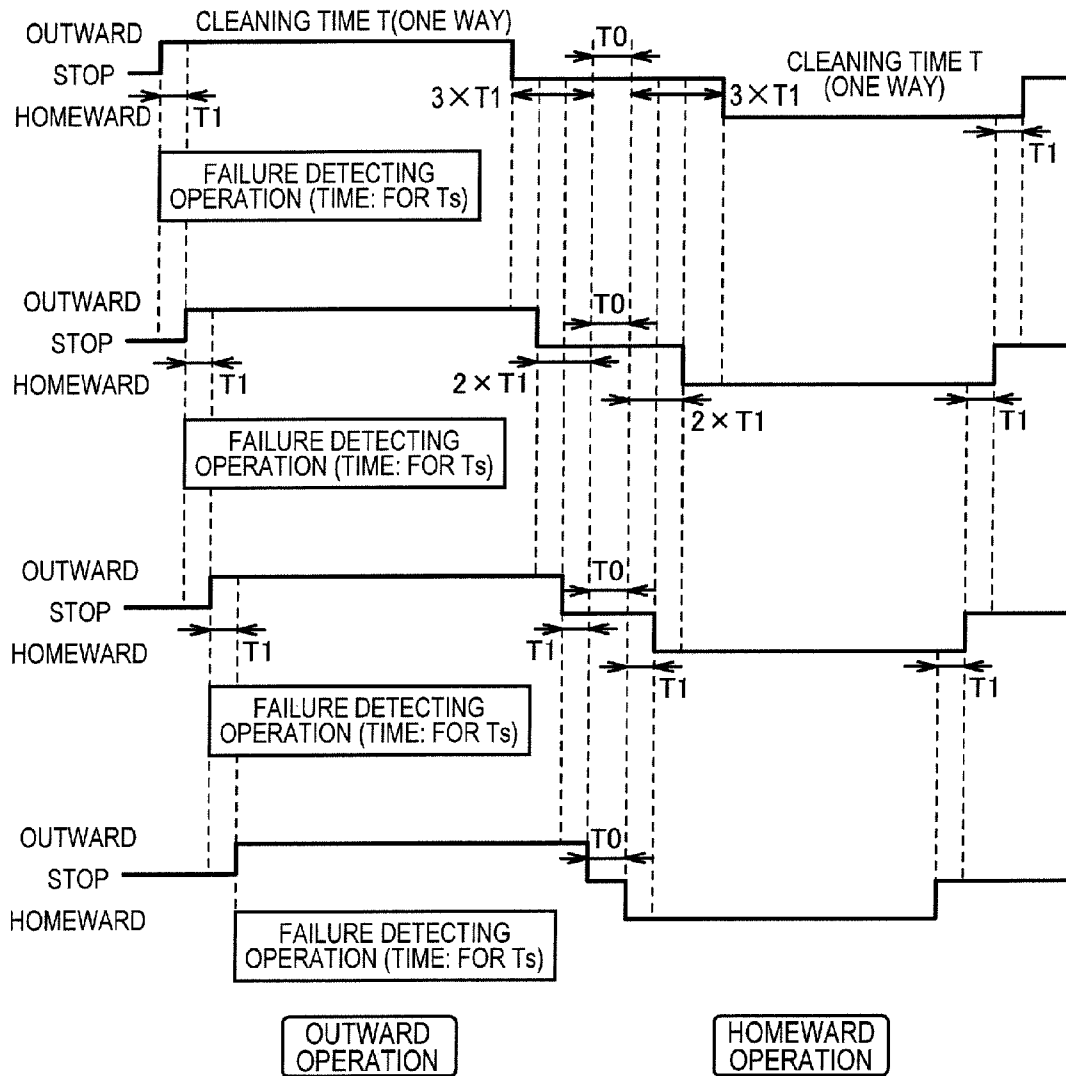 OUTWARD
CLEANING TIME T(ONE WAY)
T0
STOP
CLEANING TIME T
(ONE WAY)
3×T1
3×T1
HOMEWARD
T1
T1
FAILURE DETECTING
OPERATION (TIME: FOR Ts)
OUTWARD
T0
STOP
HOMEWARD
T1
2×T1
2×T1
T1
FAILURE DETECTING
OPERATION (TIME: FOR Ts)
OUTWARD
T0
STOP
HOMEWARD
T1
T1
T1
T1
FAILURE DETECTING
OPERATION (TIME: FOR Ts)
OUTWARD
T0
STOP
HOMEWARD
FAILURE DETECTING
OPERATION (TIME: FOR Ts)
OUTWARD
OPERATION
HOMEWARD
OPERATION